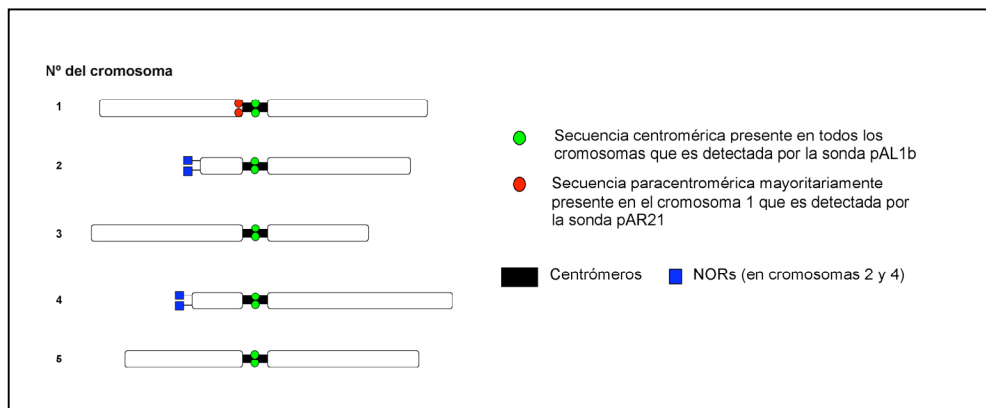 Nº del cromosoma
1
2
3
4
5
Secuencia centromérica presente en todos los
cromosomas que es detectada por la sonda pAL1b
Secuencia paracentromérica mayoritariamente
presente en el cromosoma 1 que es detectada por
la sonda pAR21
Centrómeros
NORs (en cromosomas 2 y 4)